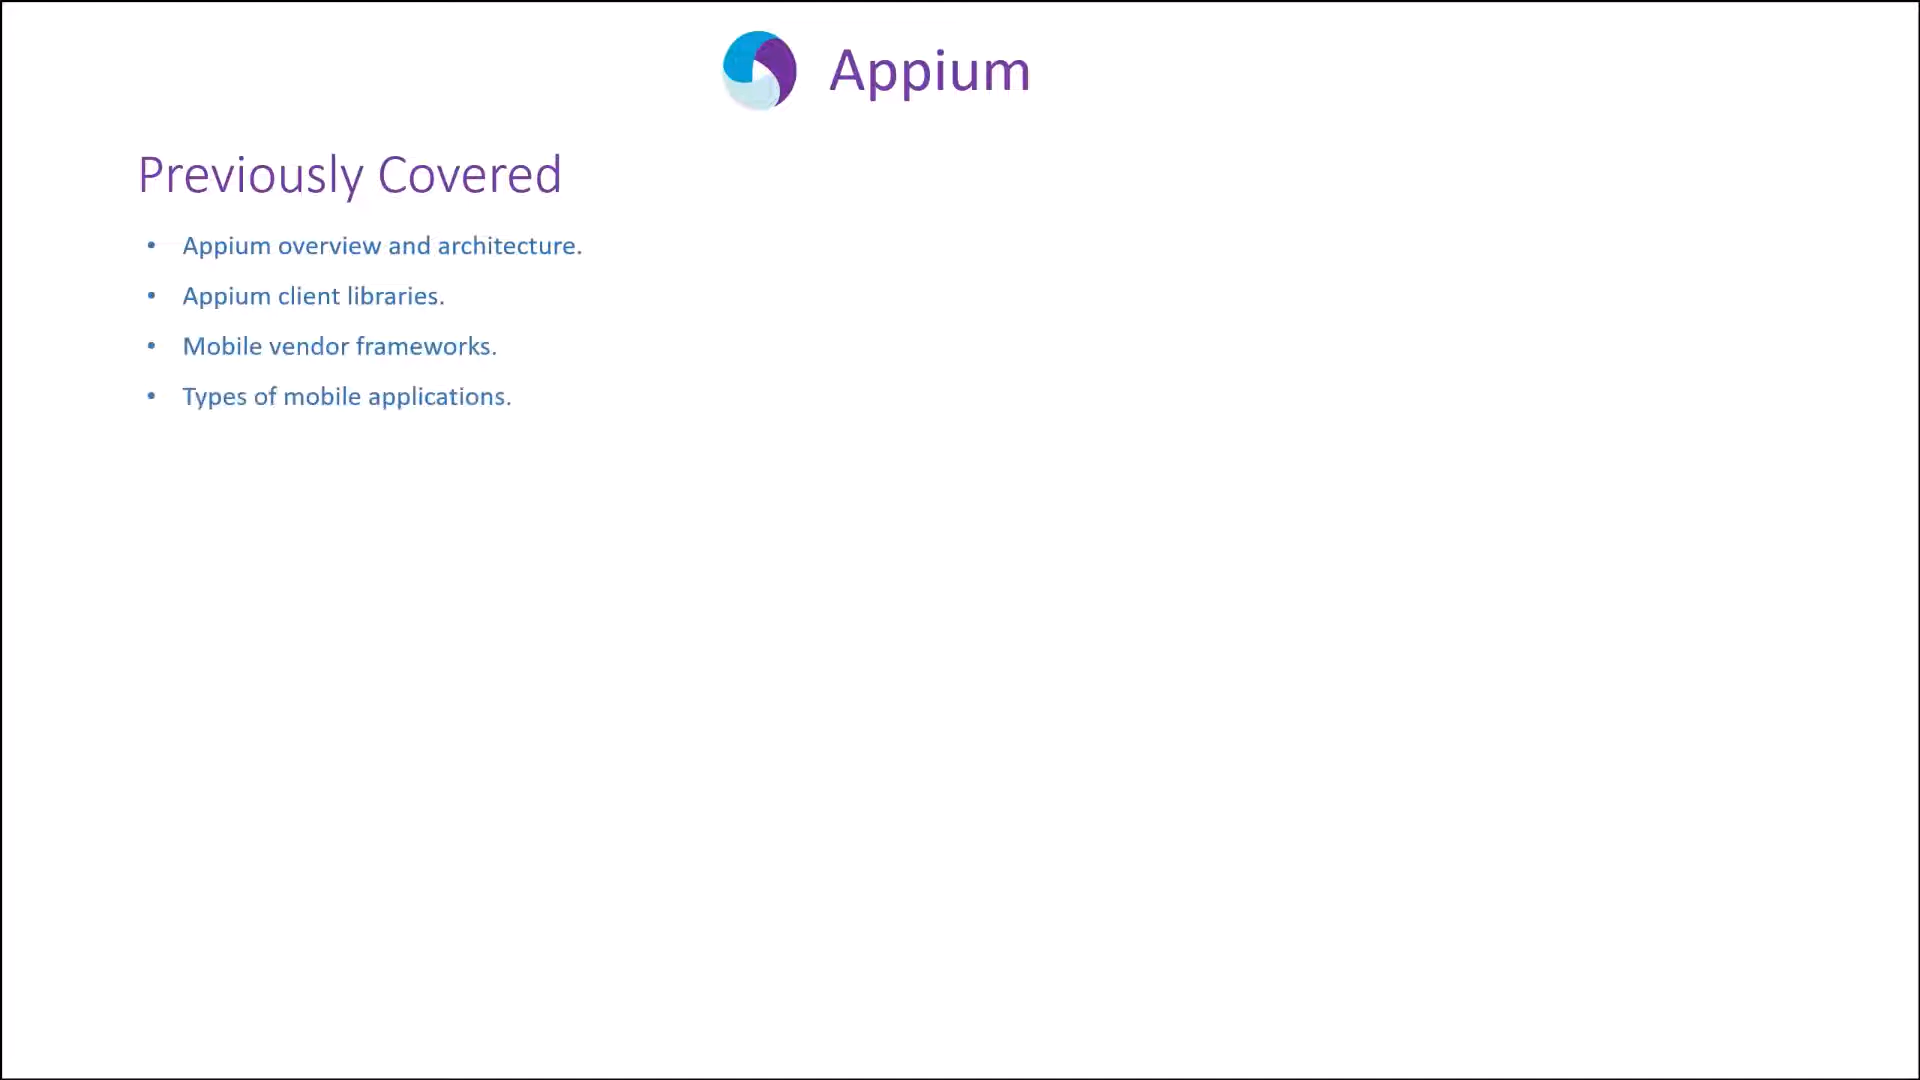 Appium
Previously Covered
• Appium overview and architecture.
• Appium client libraries.
• Mobile vendor frameworks.
• Types of mobile applications.